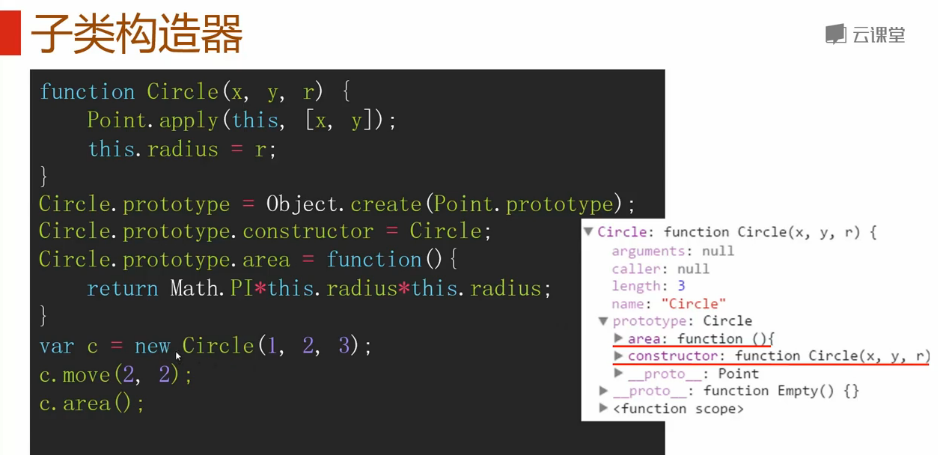 子类构造器
云课堂
function Circle(x, y, r) {
    Point.apply(this, [x, y]);
    this.radius = r;
}
Circle.prototype = Object.create(Point.prototype);
Circle.prototype.constructor = Circle;
Circle.prototype.area = function(){
    return Math.PI*this.radius*this.radius;
}
var c = new Circle(1, 2, 3);
c.move(2, 2);
c.area();
Circle: function Circle(x, y, r) {
arguments: null
caller: null
length: 3
name: "Circle"
prototype: Circle
area: function (){
constructor: function Circle(x, y, r)
__proto__: Point
__proto__: function Empty() {}
<function scope>